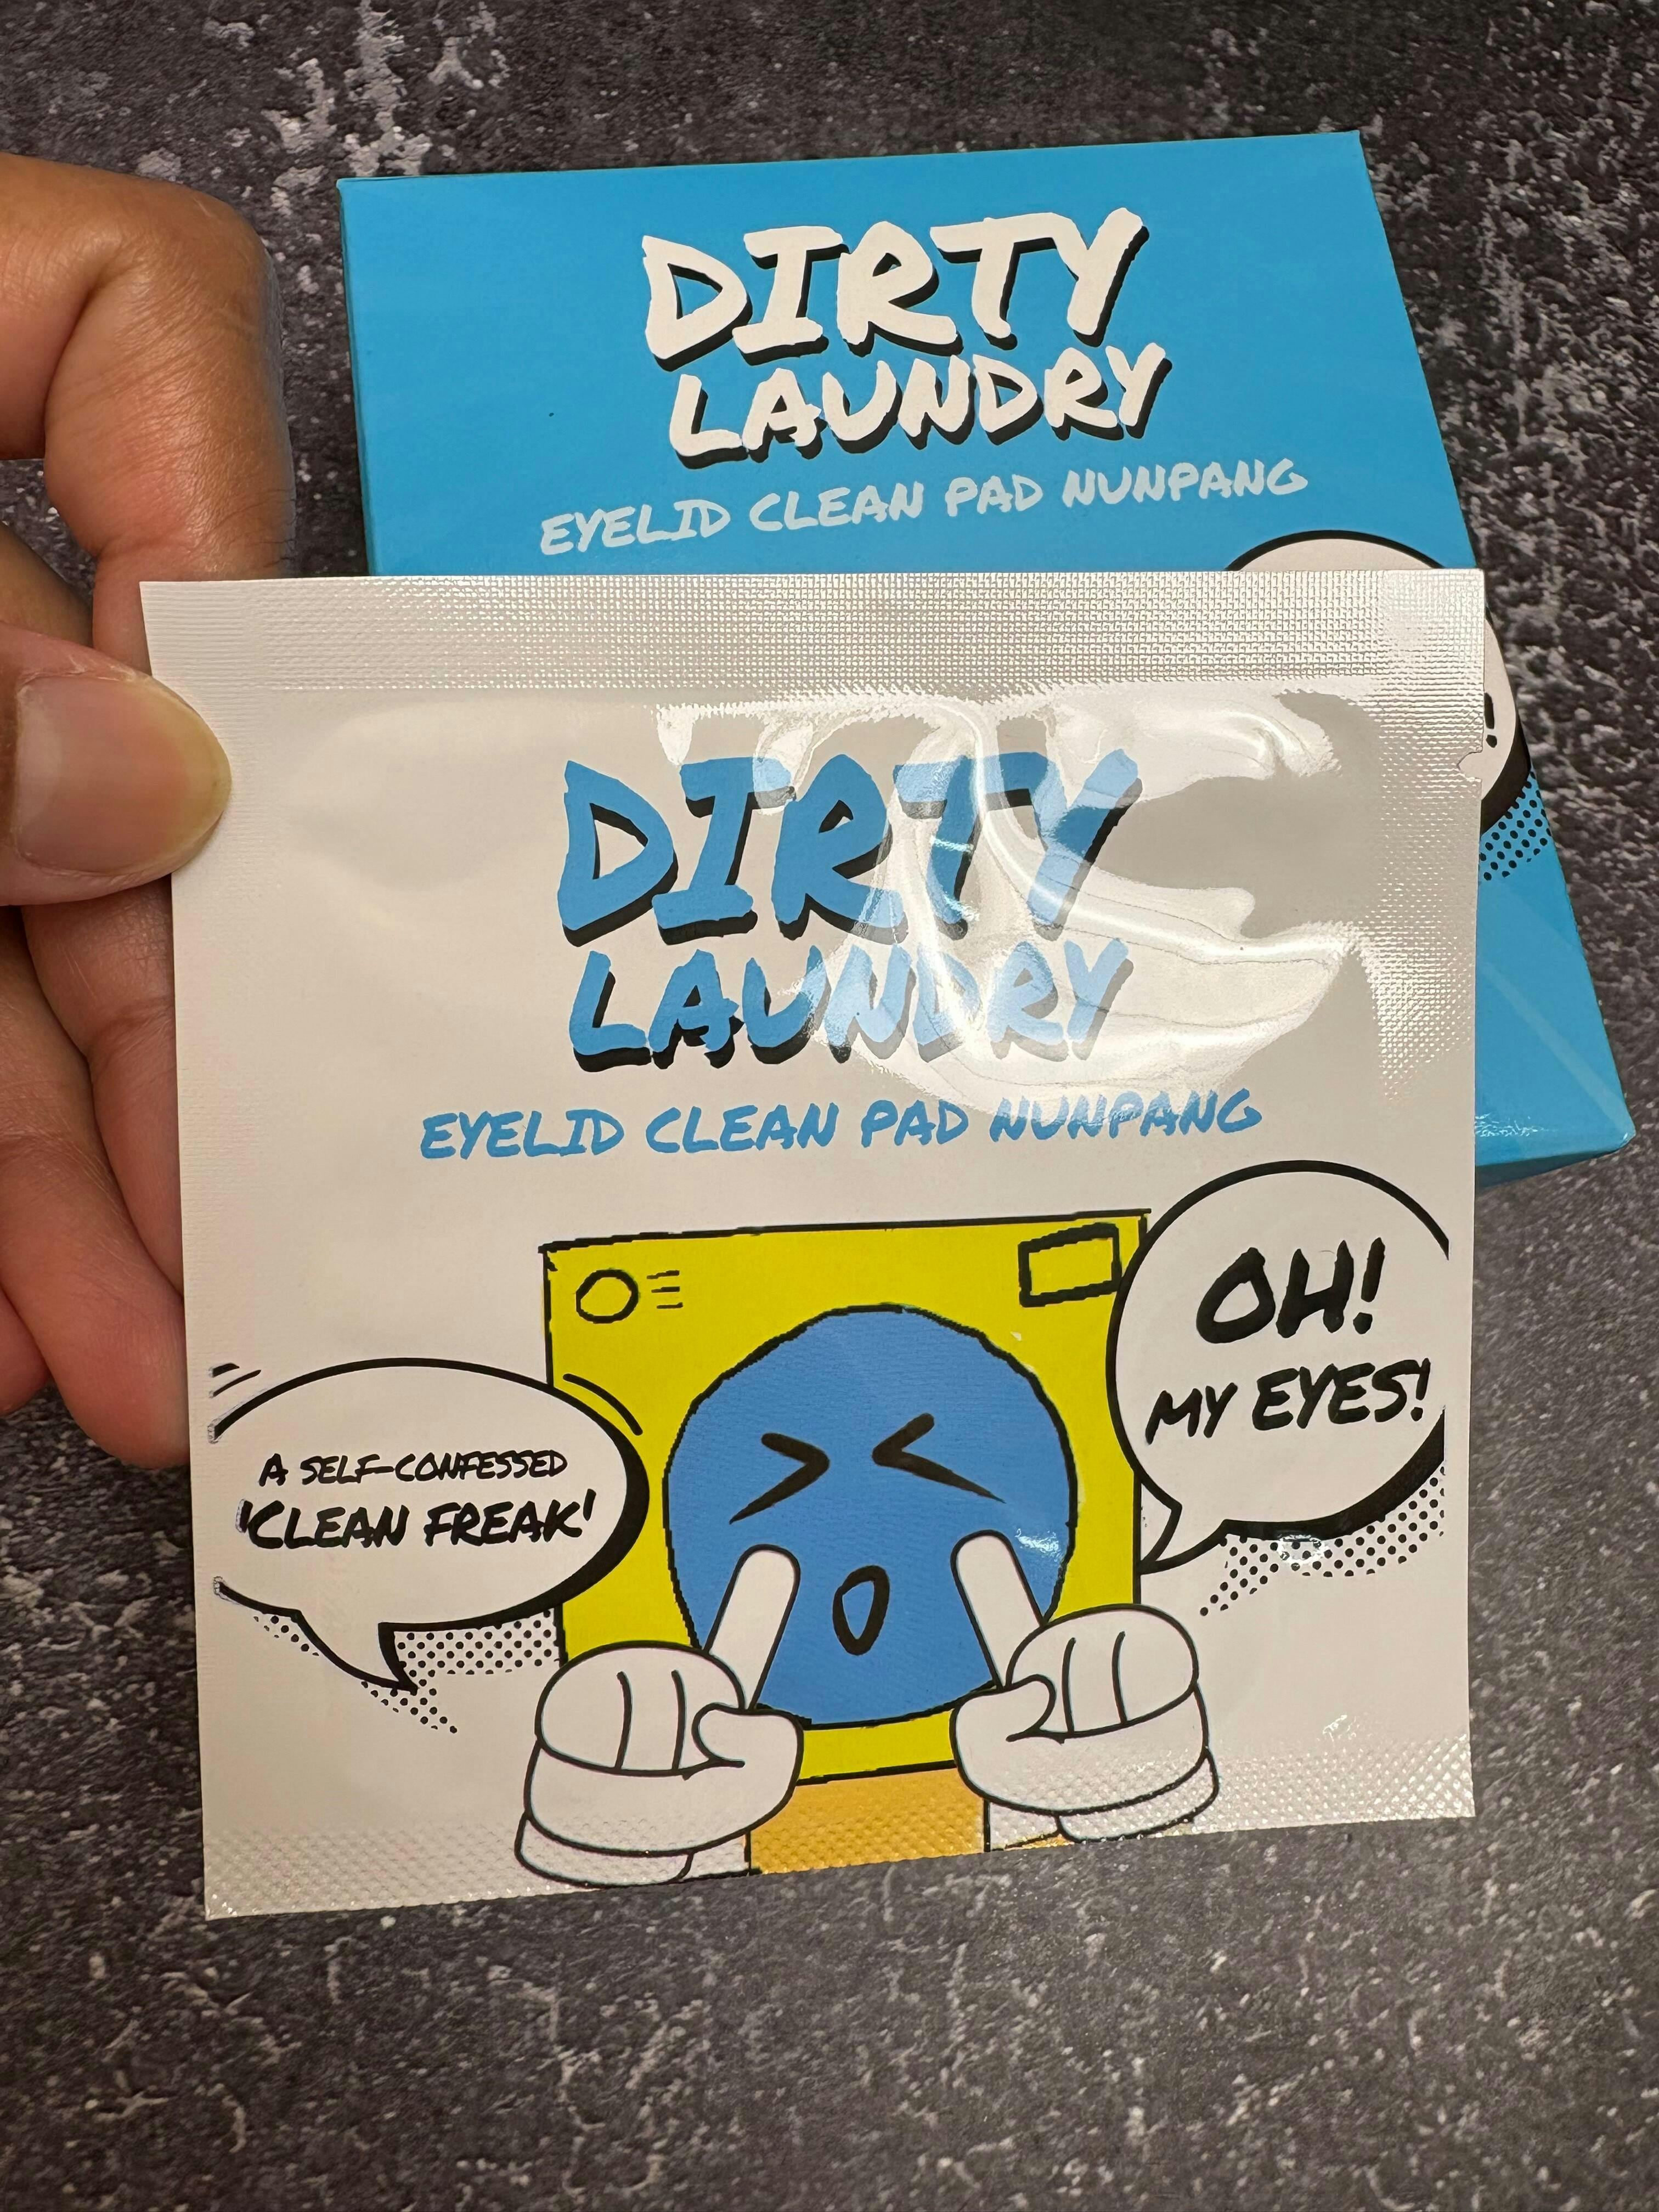 DIRTY
LAUNDRY
EYELID CLEAN PAD NUNPANG
DIRTY
LAUNDRY
EYELID CLEAN PAD NUNPANG
OH!
MY EYES!
A SELF-CONFESSED
'CLEAN FREAK'